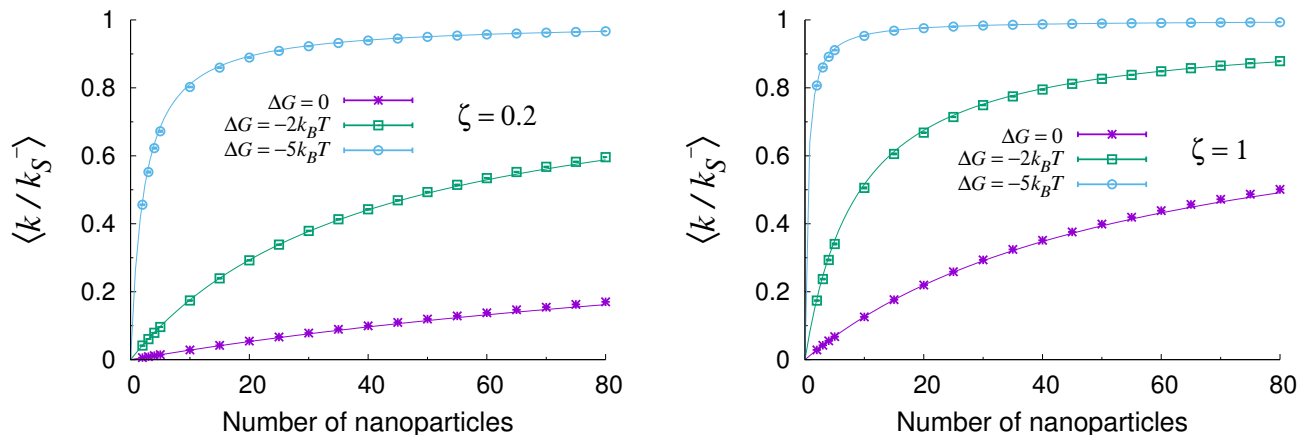 1
0.8
0.6
0.4
0.2
0
⟨k / k_S^−⟩
ΔG = 0
ΔG = −2k_BT
ΔG = −5k_BT
ζ = 0.2
0 20 40 60 80
Number of nanoparticles
1
0.8
0.6
0.4
0.2
0
⟨k / k_S^−⟩
ΔG = 0
ΔG = −2k_BT
ΔG = −5k_BT
ζ = 1
0 20 40 60 80
Number of nanoparticles